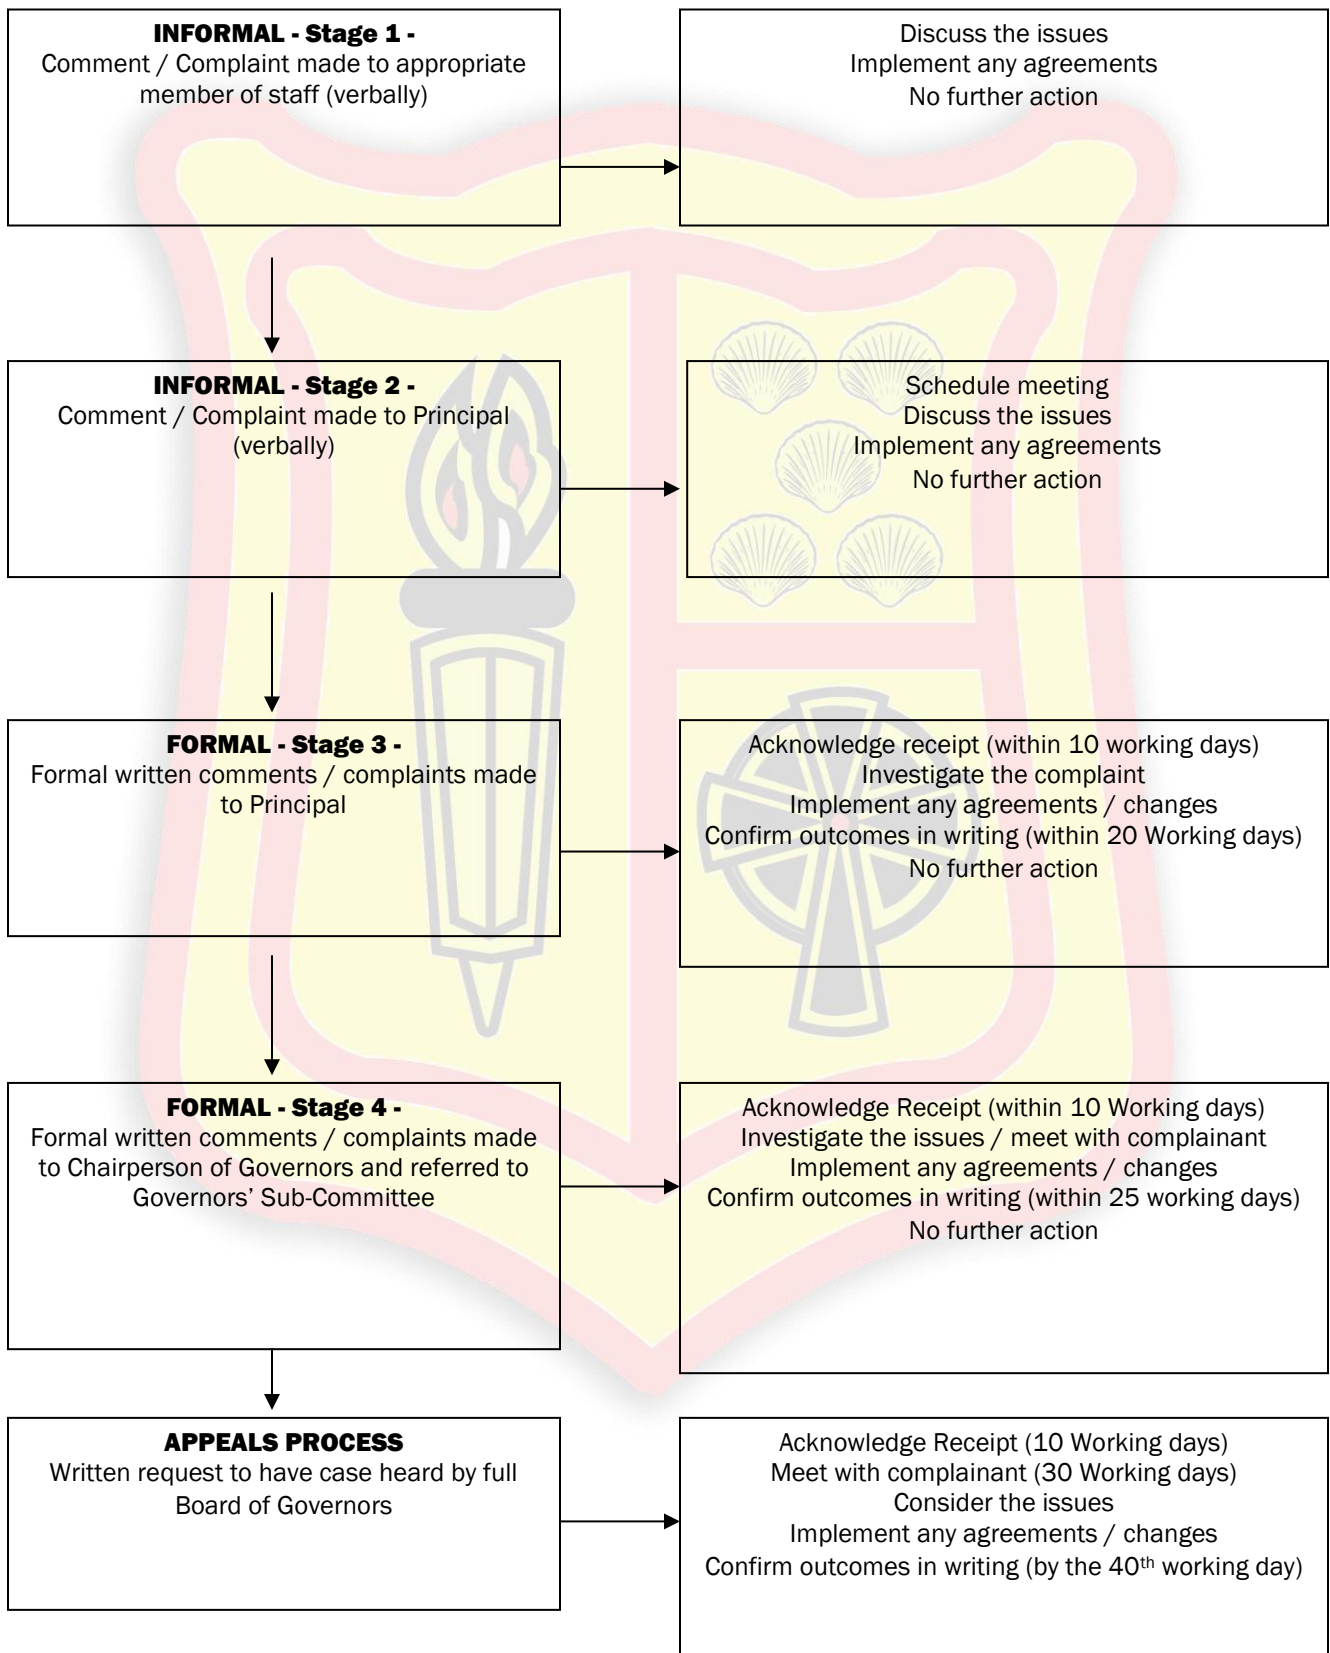 INFORMAL - Stage 1 -
Comment / Complaint made to appropriate
member of staff (verbally)
Discuss the issues
Implement any agreements
No further action
INFORMAL - Stage 2 -
Comment / Complaint made to Principal
(verbally)
Schedule meeting
Discuss the issues
Implement any agreements
No further action
FORMAL - Stage 3 -
Formal written comments / complaints made
to Principal
Acknowledge receipt (within 10 working days)
Investigate the complaint
Implement any agreements / changes
Confirm outcomes in writing (within 20 Working days)
No further action
FORMAL - Stage 4 -
Formal written comments / complaints made
to Chairperson of Governors and referred to
Governors' Sub-Committee
Acknowledge Receipt (within 10 Working days)
Investigate the issues / meet with complainant
Implement any agreements / changes
Confirm outcomes in writing (within 25 working days)
No further action
APPEALS PROCESS
Written request to have case heard by full
Board of Governors
Acknowledge Receipt (10 Working days)
Meet with complainant (30 Working days)
Consider the issues
Implement any agreements / changes
Confirm outcomes in writing (by the 40th working day)